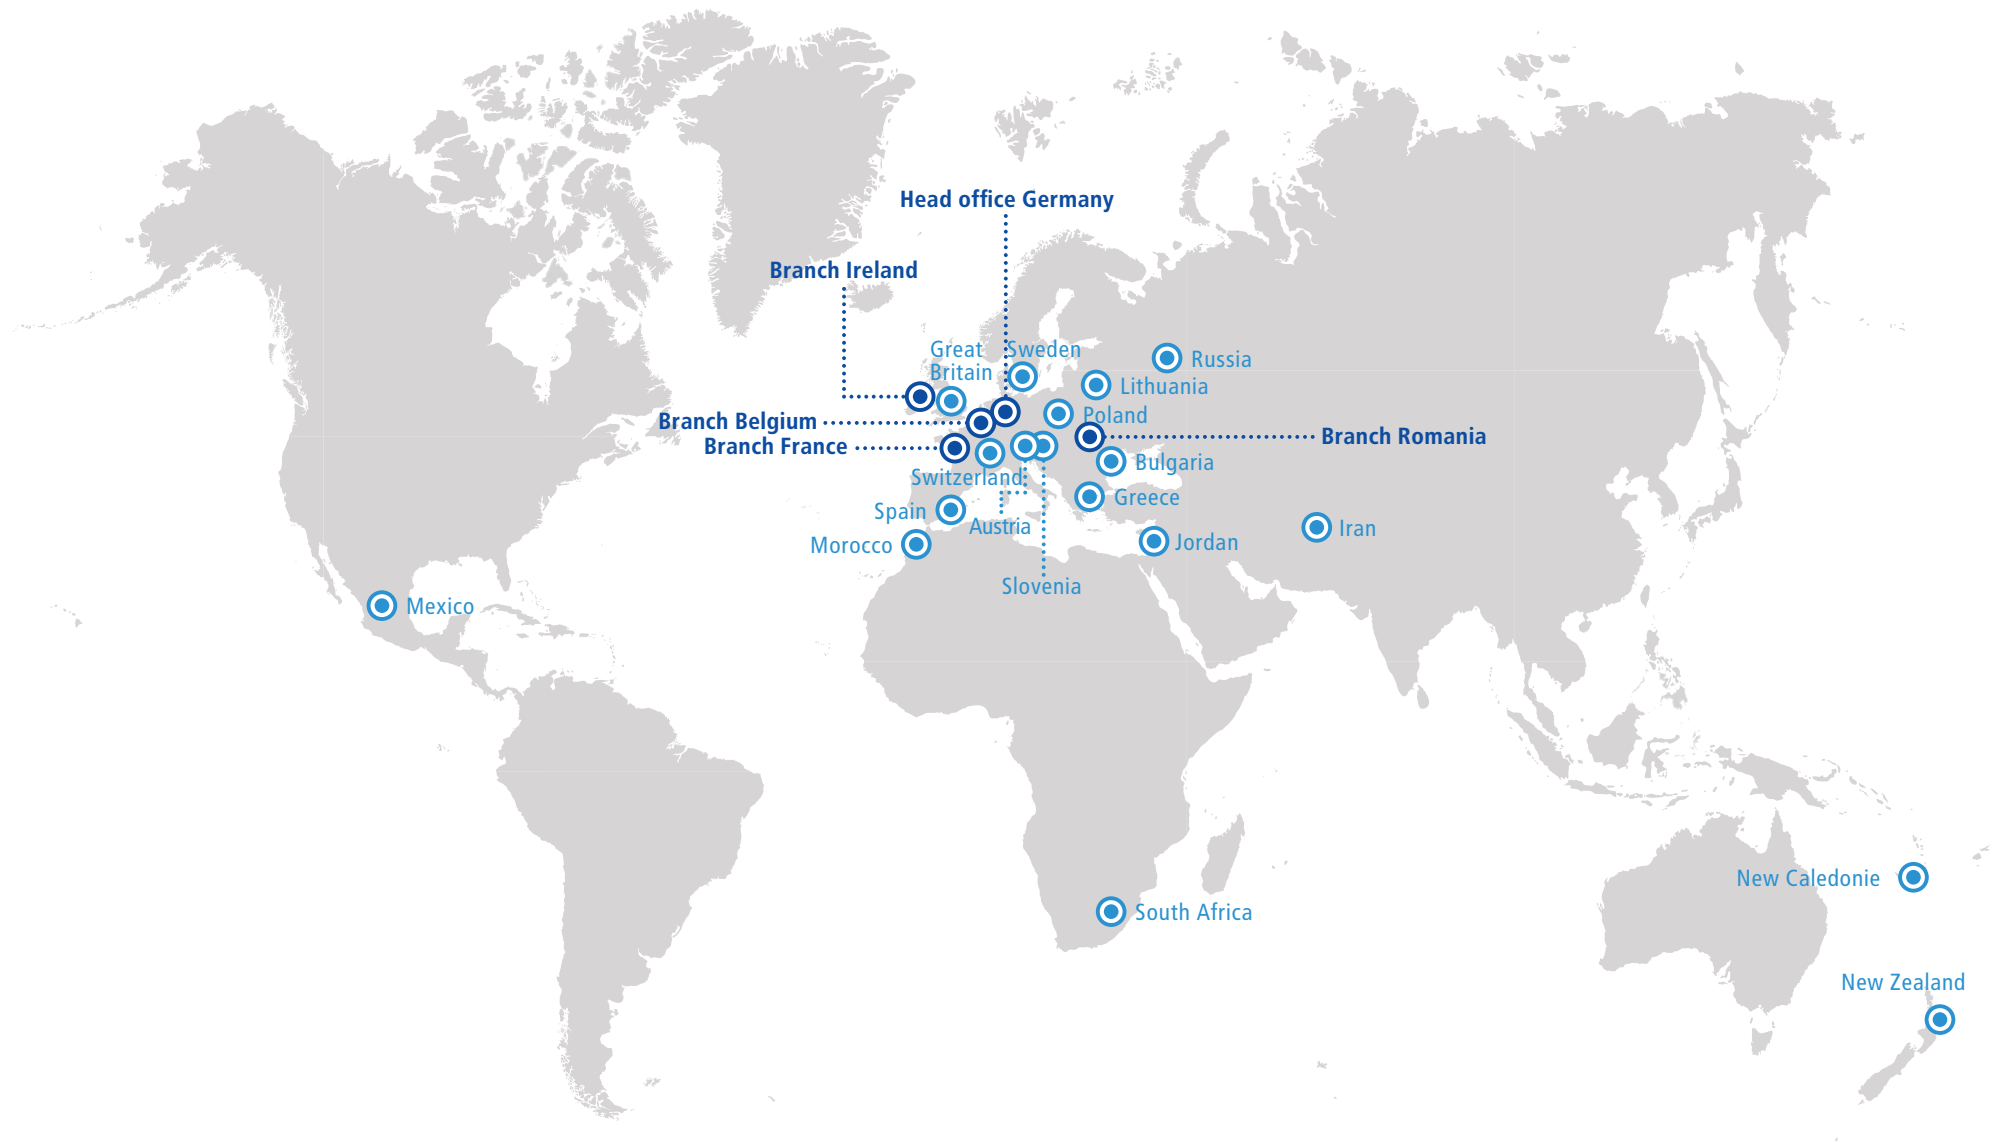 Head office Germany
Branch Ireland
Great
Britain
Sweden
Russia
Lithuania
Branch Belgium
Poland
Branch France
Branch Romania
Bulgaria
Switzerland
Greece
Spain
Austria
Iran
Morocco
Jordan
Slovenia
Mexico
New Caledonie
South Africa
New Zealand